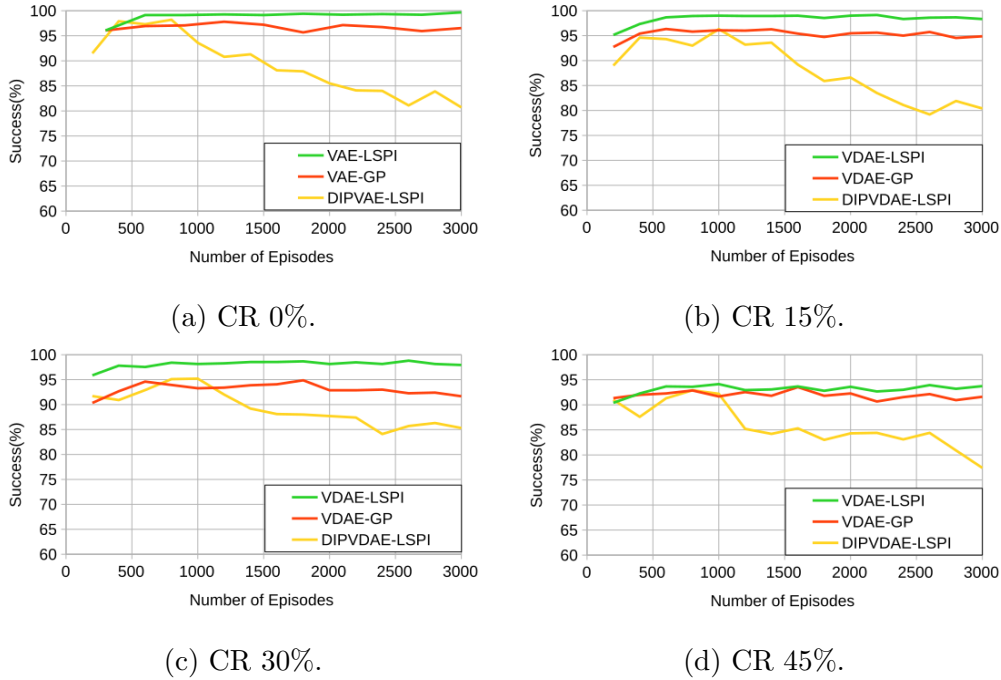 100
95
90
85
80
75
70
65
60
Success(%)
0 500 1000 1500 2000 2500 3000
Number of Episodes
VAE-LSPI
VAE-GP
DIPVAE-LSPI
(a) CR 0%.
100
95
90
85
80
75
70
65
60
Success(%)
0 500 1000 1500 2000 2500 3000
Number of Episodes
VDAE-LSPI
VDAE-GP
DIPVDAE-LSPI
(b) CR 15%.
100
95
90
85
80
75
70
65
60
Success(%)
0 500 1000 1500 2000 2500 3000
Number of Episodes
VDAE-LSPI
VDAE-GP
DIPVDAE-LSPI
(c) CR 30%.
100
95
90
85
80
75
70
65
60
Success(%)
0 500 1000 1500 2000 2500 3000
Number of Episodes
VDAE-LSPI
VDAE-GP
DIPVDAE-LSPI
(d) CR 45%.